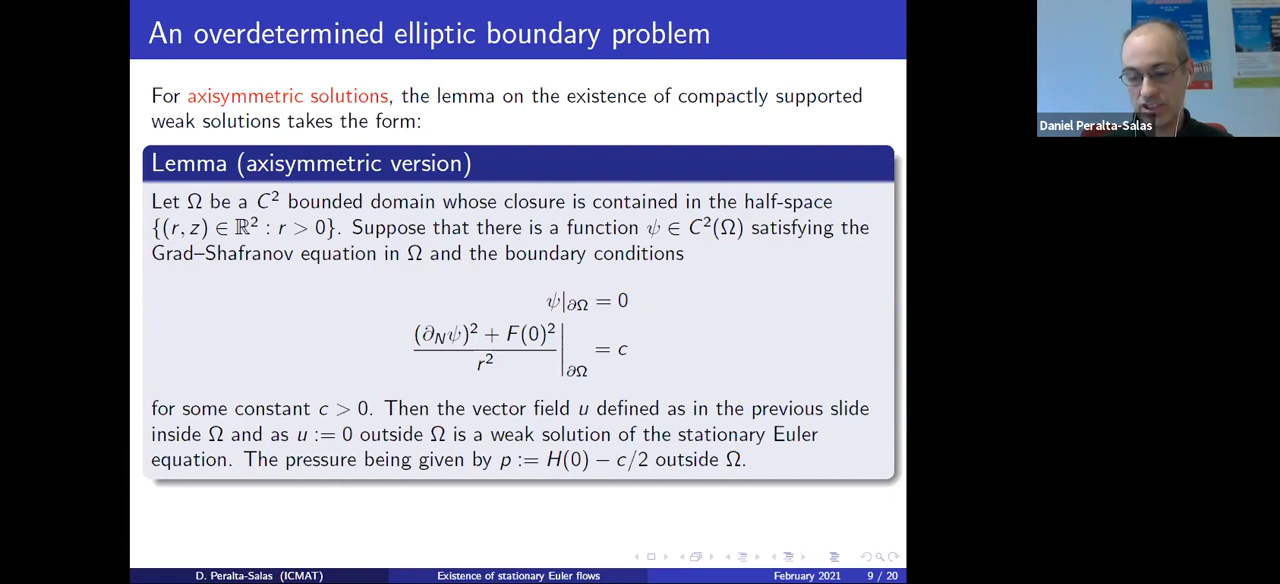 An overdetermined elliptic boundary problem
For axisymmetric solutions, the lemma on the existence of compactly supported
weak solutions takes the form:
Lemma (axisymmetric version)
Let Ω be a C² bounded domain whose closure is contained in the half-space
{(r, z) ∈ ℝ² : r > 0}. Suppose that there is a function ψ ∈ C²(Ω) satisfying the
Grad–Shafranov equation in Ω and the boundary conditions
ψ|∂Ω = 0
(∂_Nψ)² + F(0)² / r² |∂Ω = c
for some constant c > 0. Then the vector field u defined as in the previous slide
inside Ω and as u := 0 outside Ω is a weak solution of the stationary Euler
equation. The pressure being given by p := H(0) − c/2 outside Ω.
D. Peralta-Salas (ICMAT) Existence of stationary Euler flows February 2021 9 / 20
Daniel Peralta-Salas